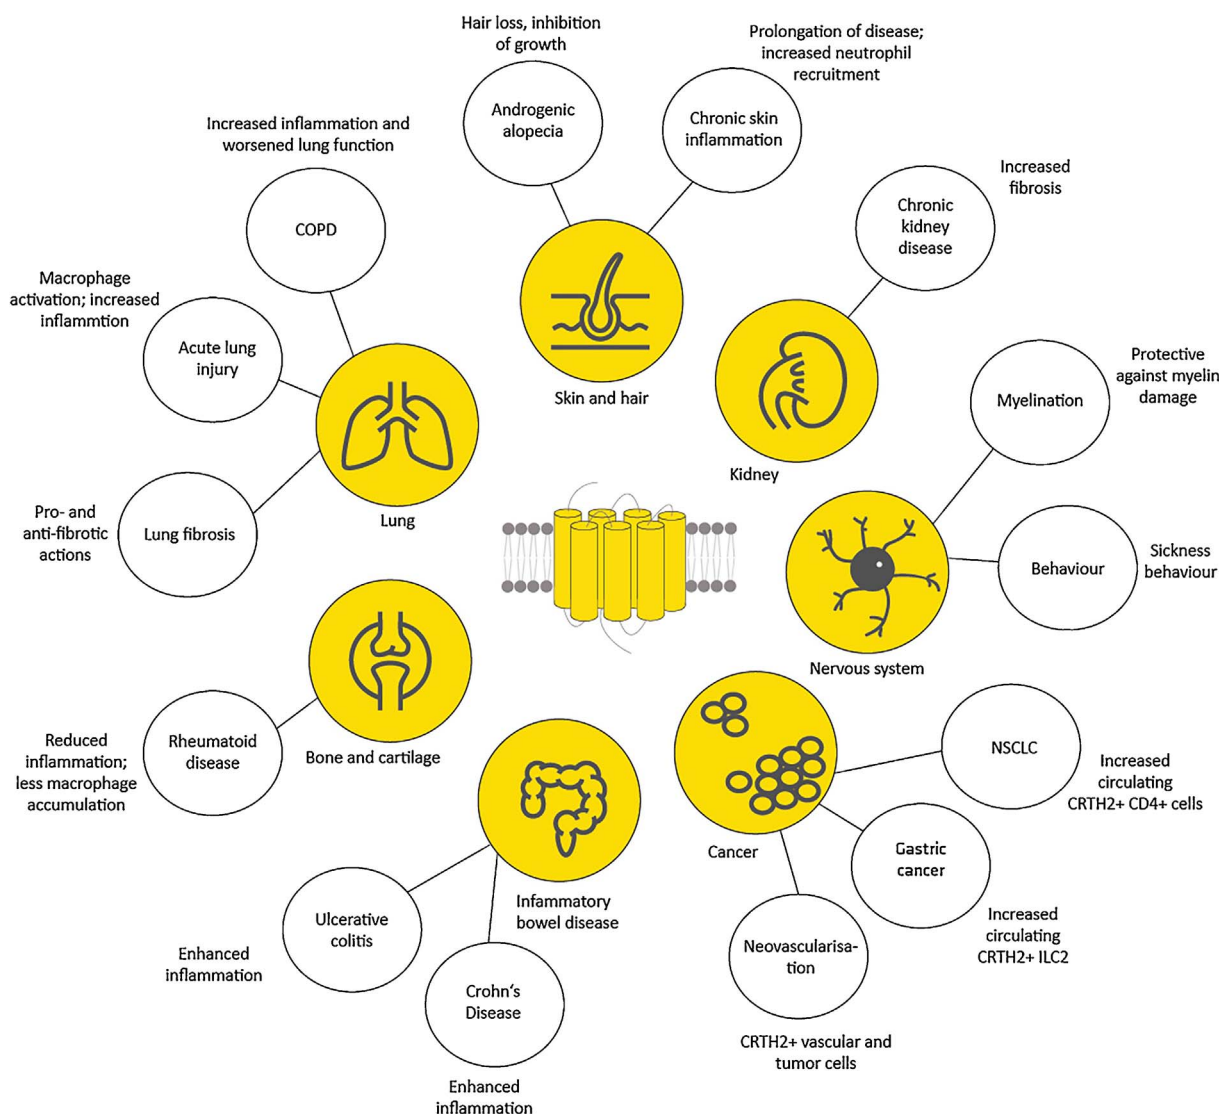 Hair loss, inhibition
of growth
Androgenic
alopecia
Prolongation of disease;
increased neutrophil
recruitment
Chronic skin
inflammation
Skin and hair
Increased inflammation and
worsened lung function
COPD
Macrophage
activation; increased
inflammtion
Acute lung
injury
Pro- and
anti-fibrotic
actions
Lung fibrosis
Lung
Increased
fibrosis
Chronic
kidney
disease
Kidney
Protective
against myelin
damage
Myelination
Behaviour
Sickness
behaviour
Nervous system
Bone and cartilage
Rheumatoid
disease
Reduced
inflammation;
less macrophage
accumulation
Infammatory
bowel disease
Ulcerative
colitis
Enhanced
inflammation
Crohn‘s
Disease
Enhanced
inflammation
Cancer
NSCLC
Increased
circulating
CRTH2+ CD4+ cells
Gastric
cancer
Increased
circulating
CRTH2+ ILC2
Neovascularisa-
tion
CRTH2+ vascular and
tumor cells